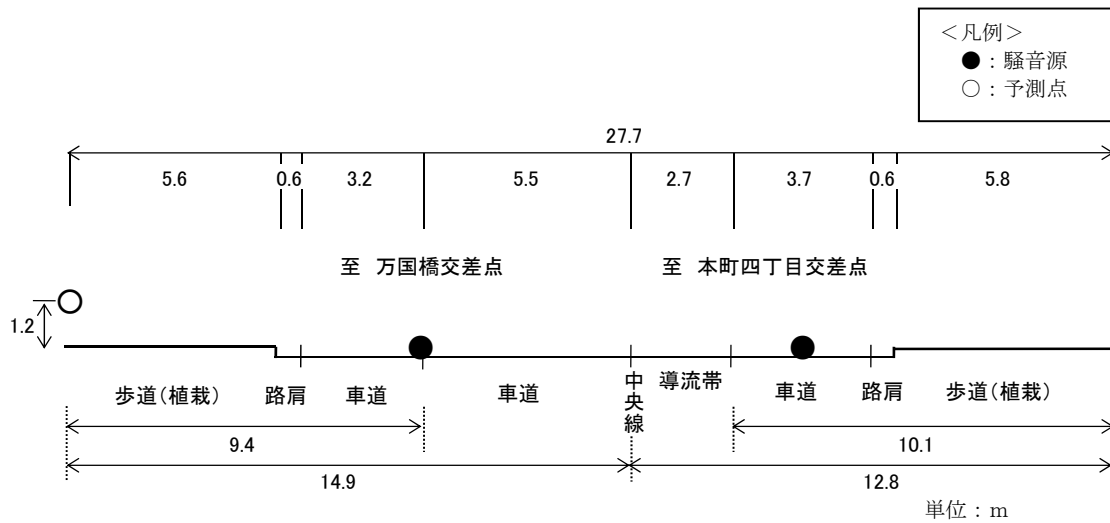 ＜凡例＞
●：騒音源
○：予測点
27.7
5.6 0.6 3.2 5.5 2.7 3.7 0.6 5.8
至 万国橋交差点 至 本町四丁目交差点
1.2
歩道(植栽) 路肩 車道 車道 中央線 導流帯 車道 路肩 歩道(植栽)
9.4 10.1
14.9 12.8
単位：m